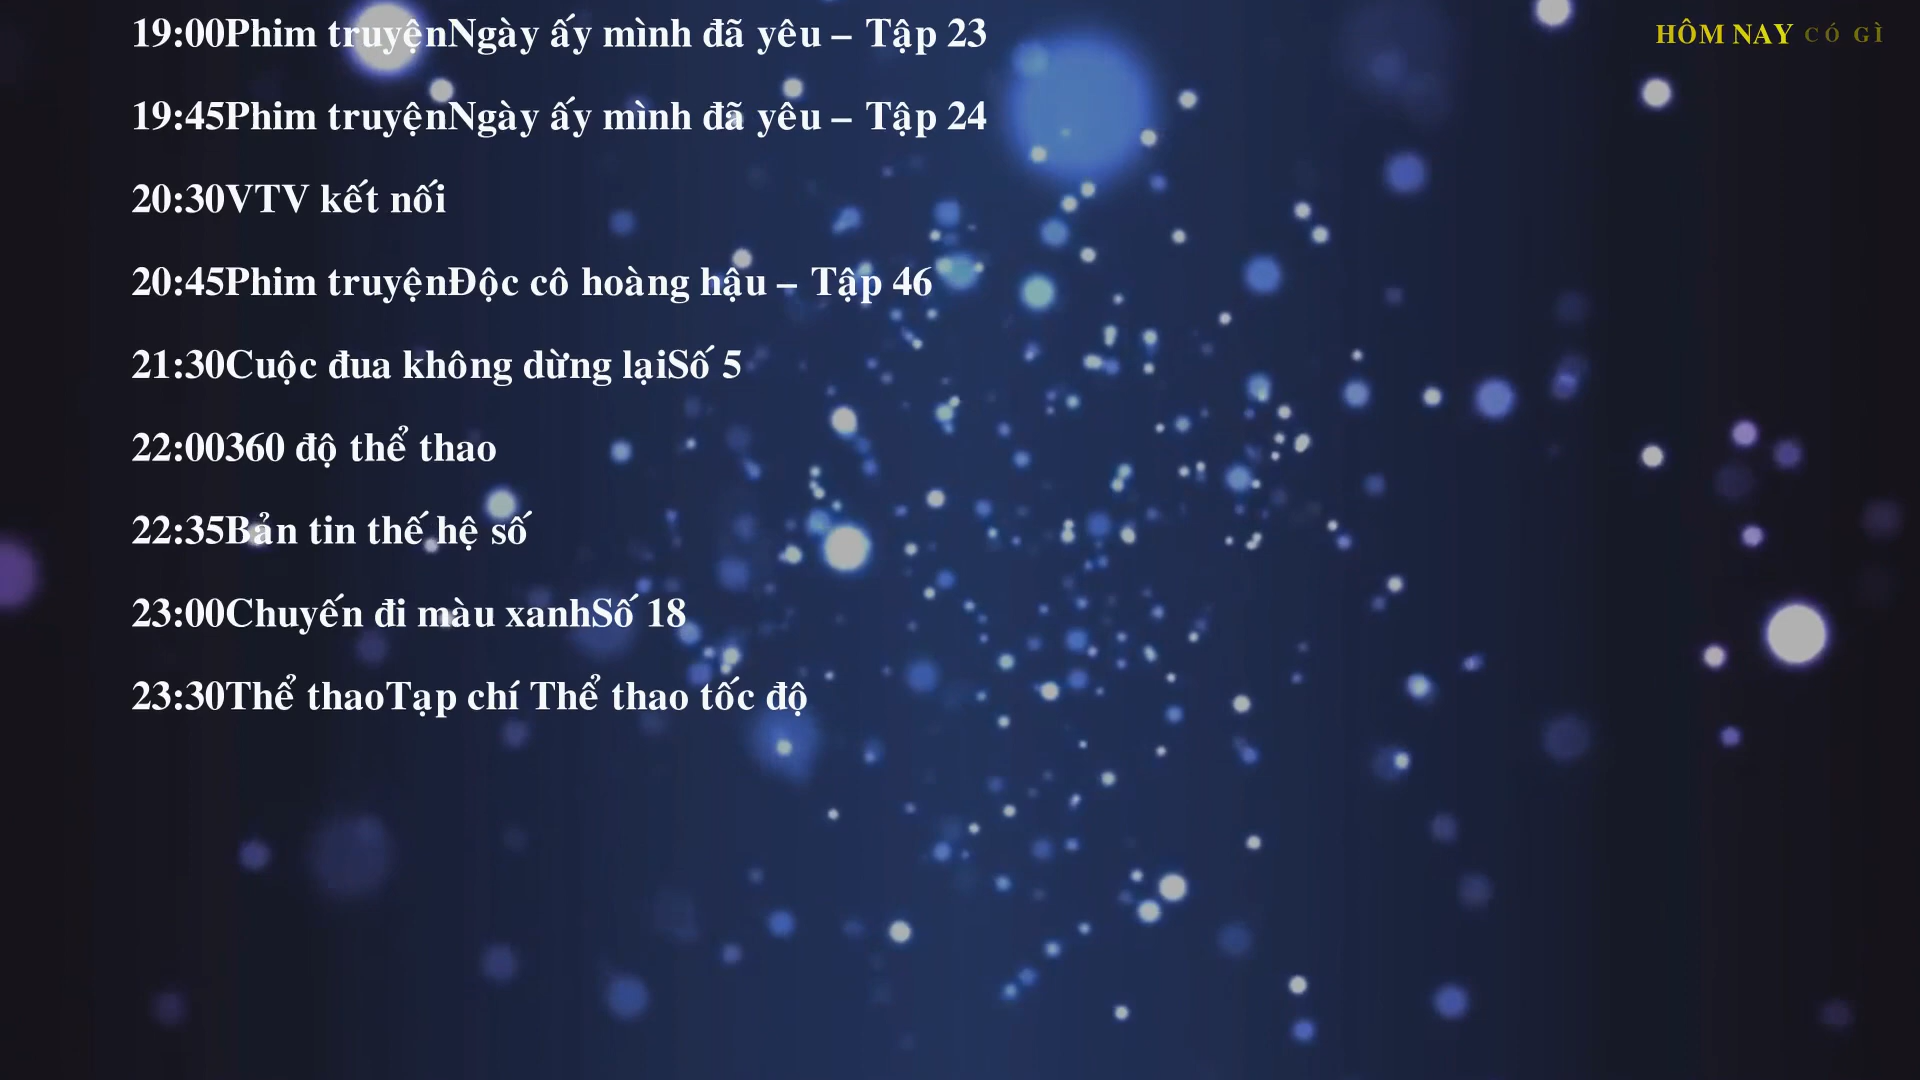 19:00Phim truyệnNgày ấy mình đã yêu – Tập 23
HÔM NAY CÓ GÌ
19:45Phim truyệnNgày ấy mình đã yêu – Tập 24
20:30VTV kết nối
20:45Phim truyệnĐộc cô hoàng hậu – Tập 46
21:30Cuộc đua không dừng lạiSố 5
22:00360 độ thể thao
22:35Bản tin thế hệ số
23:00Chuyến đi màu xanhSố 18
23:30Thể thaoTạp chí Thể thao tốc độ